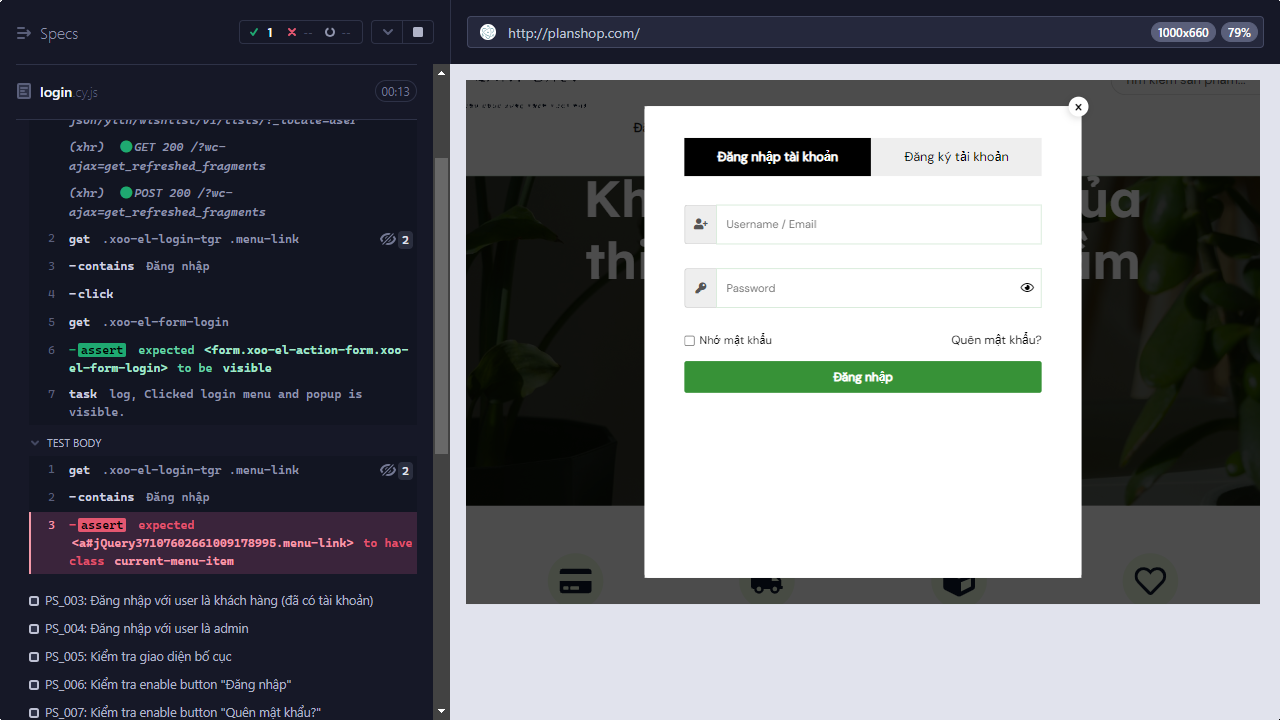 Specs
1
--
--
http://planshop.com/
1000x660
79%
login.cy.js
00:13
json/yith/wishlist/v1/lists/?_locale=user
(xhr) GET 200 /?wc-
ajax=get_refreshed_fragments
(xhr) POST 200 /?wc-
ajax=get_refreshed_fragments
2 get .xoo-el-login-tgr .menu-link 2
3 -contains Đăng nhập
4 -click
5 get .xoo-el-form-login
6 -assert expected <form.xoo-el-action-form.xoo-
el-form-login> to be visible
7 task log, Clicked login menu and popup is
visible.
TEST BODY
1 get .xoo-el-login-tgr .menu-link 2
2 -contains Đăng nhập
3 -assert expected
<a#jQuery37107602661009178995.menu-link> to have
class current-menu-item
PS_003: Đăng nhập với user là khách hàng (đã có tài khoản)
PS_004: Đăng nhập với user là admin
PS_005: Kiểm tra giao diện bố cục
PS_006: Kiểm tra enable button "Đăng nhập"
PS_007: Kiểm tra enable button "Quên mật khẩu?"
Tìm kiếm sản phẩm...
Đăng nhập tài khoản
Đăng ký tài khoản
Username / Email
Password
Nhớ mật khẩu
Quên mật khẩu?
Đăng nhập